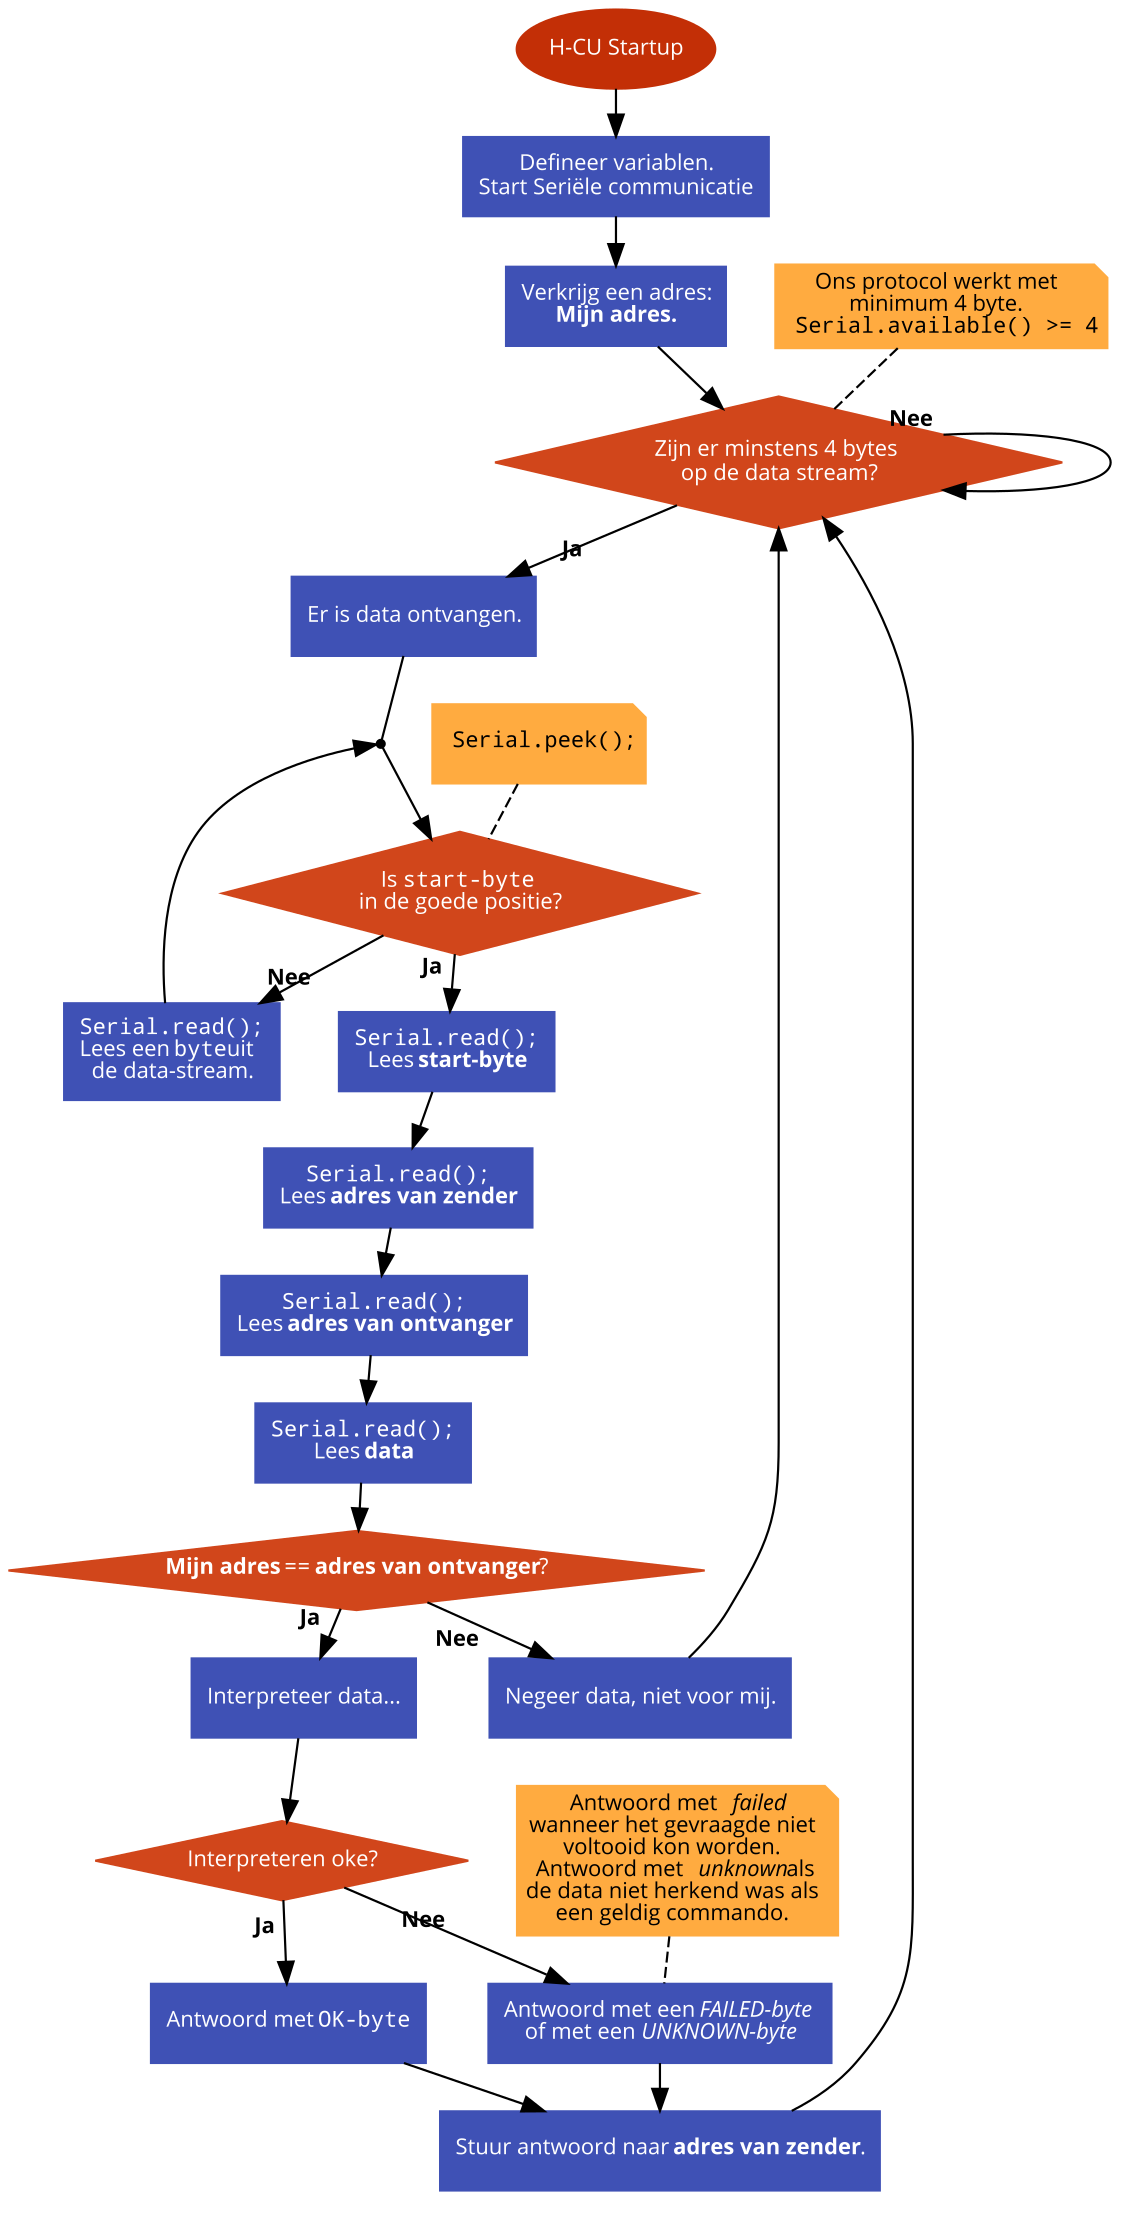 H-CU Startup
Defineer variablen.
Start Seriële communicatie
Verkrijg een adres:
Mijn adres.
Ons protocol werkt met
minimum 4 byte.
Serial.available() >= 4
Zijn er minstens 4 bytes
op de data stream?
Nee
Ja
Er is data ontvangen.
Serial.peek();
Is start-byte
in de goede positie?
Nee
Ja
Serial.read();
Lees een byteuit
de data-stream.
Serial.read();
Lees start-byte
Serial.read();
Lees adres van zender
Serial.read();
Lees adres van ontvanger
Serial.read();
Lees data
Mijn adres == adres van ontvanger?
Ja
Nee
Interpreteer data...
Negeer data, niet voor mij.
Antwoord met failed
wanneer het gevraagde niet
voltooid kon worden.
Antwoord met unknownals
de data niet herkend was als
een geldig commando.
Interpreteren oke?
Ja
Nee
Antwoord met OK-byte
Antwoord met een FAILED-byte
of met een UNKNOWN-byte
Stuur antwoord naar adres van zender.